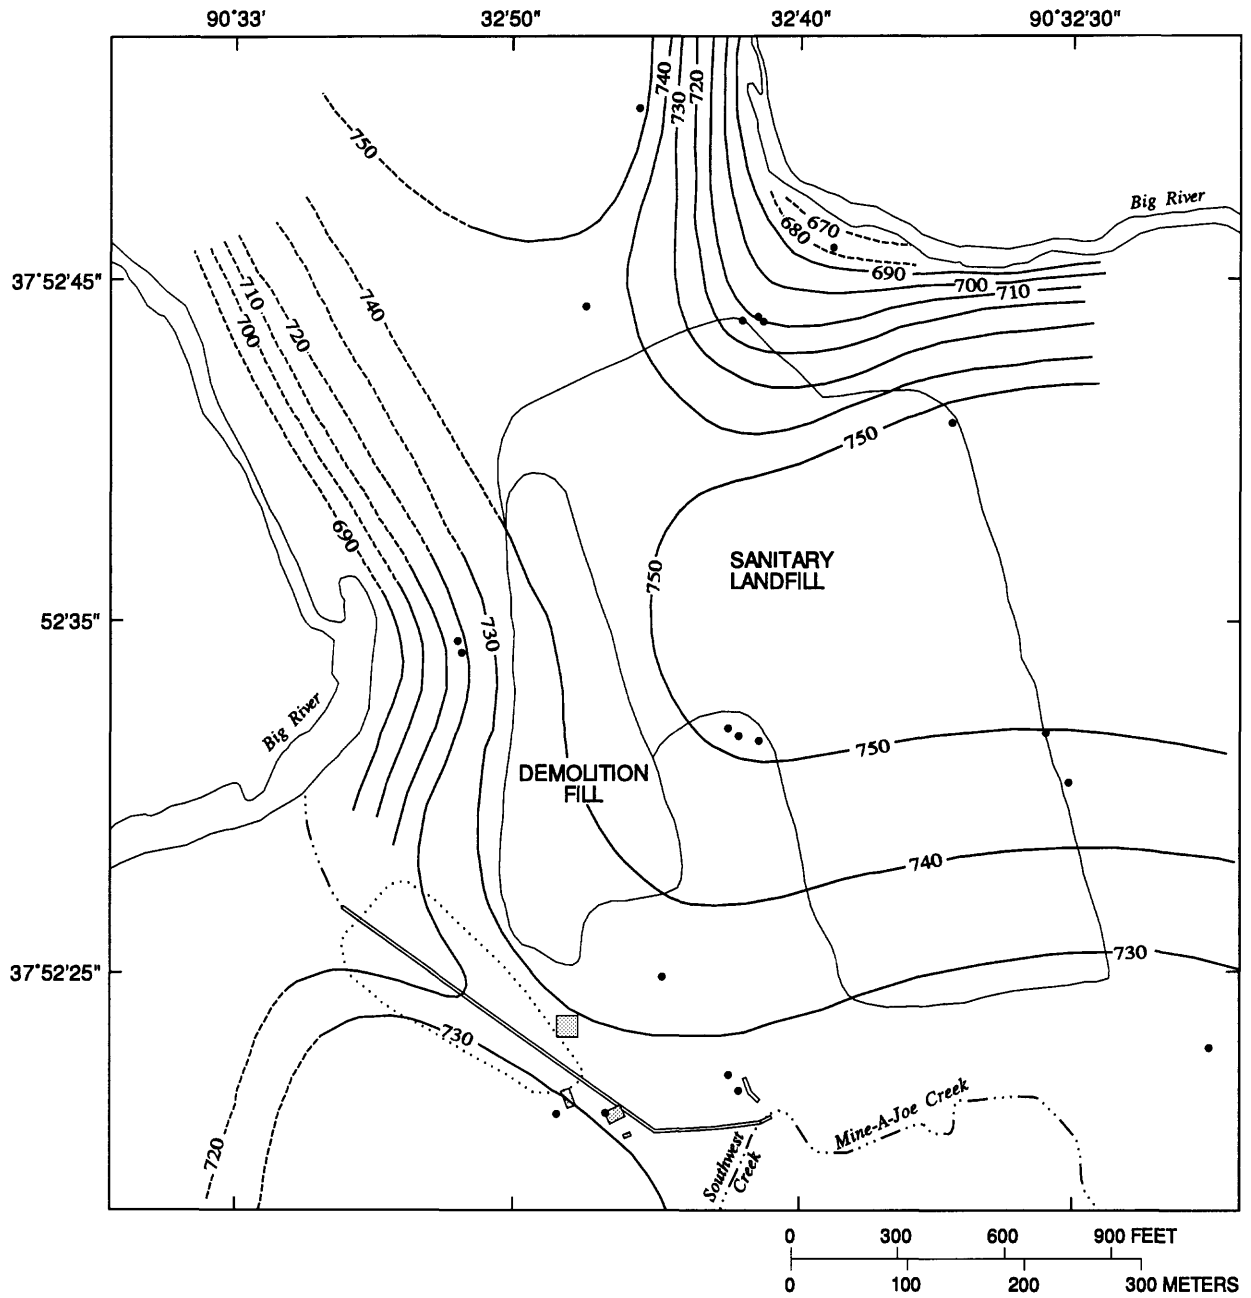 90°33' 32'50" 32'40" 90°32'30"
740
730
720
750
Big River
670
680
690
700
710
37°52'45"
710
700
720
740
750
690
SANITARY
LANDFILL
750
52'35"
730
Big River
750
DEMOLITION
FILL
740
730
37°52'25"
730
Mine-A-Joe Creek
Southwest
Creek
720
0 300 600 900 FEET
0 100 200 300 METERS